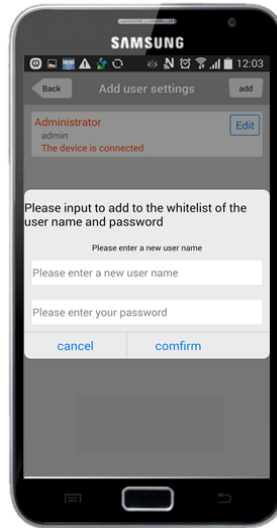 SAMSUNG
12:03
Back
Add user settings
add
Administrator
Edit
admin
The device is connected
Please input to add to the whitelist of the
user name and password
Please enter a new user name
Please enter a new user name
Please enter your password
cancel
comfirm